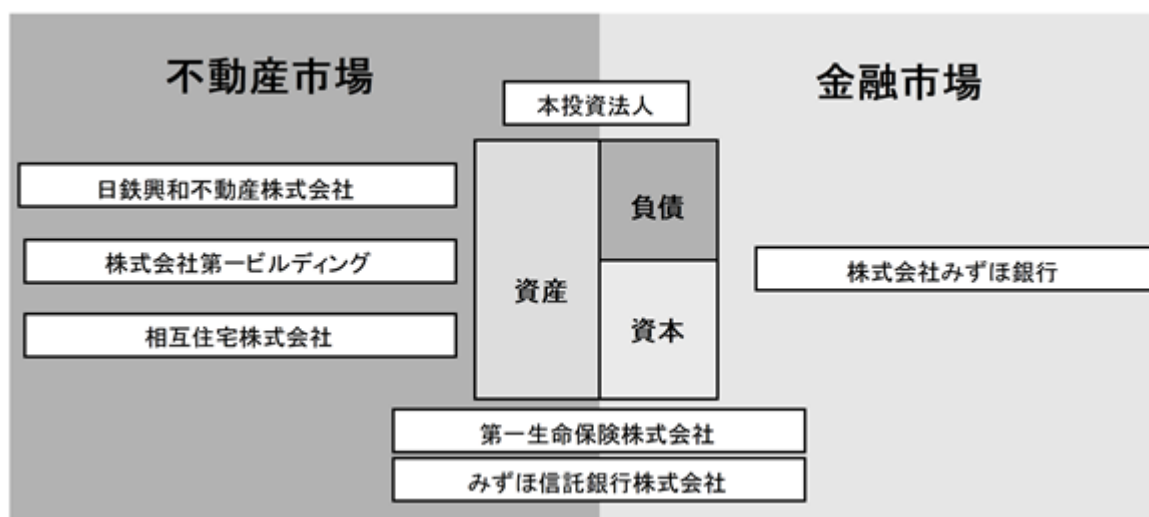 不動産市場
金融市場
本投資法人
日鉄興和不動産株式会社
株式会社第一ビルディング
相互住宅株式会社
資産
負債
資本
株式会社みずほ銀行
第一生命保険株式会社
みずほ信託銀行株式会社